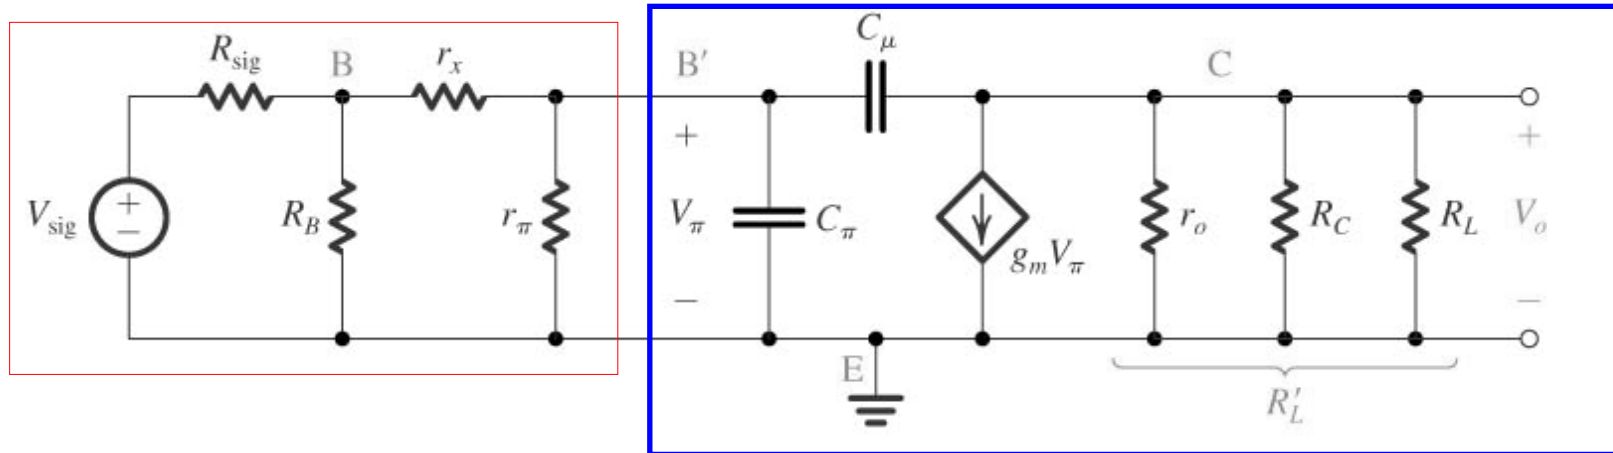 C_μ
R_sig B r_x B′ C
+ +
V_sig + − R_B r_π V_π C_π g_m V_π r_o R_C R_L V_o
− −
E
R′_L